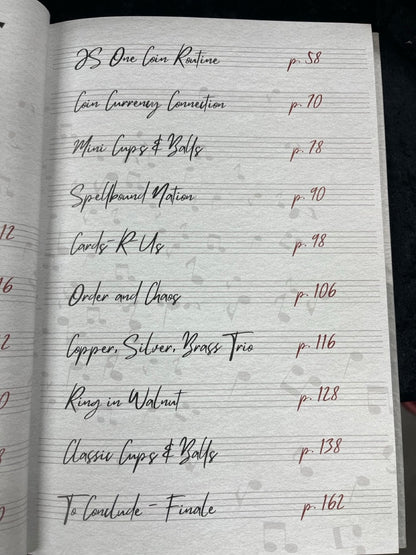 JS One Coin Routine p. 58
Coin Currency Connection p. 70
Mini Cups & Balls p. 78
Spellbound Nation p. 90
Cards-R-Us p. 98
Order and Chaos p. 106
Copper, Silver, Brass Trio p. 116
Ring in Walnut p. 128
Classic Cups & Balls p. 138
To Conclude - Finale p. 162